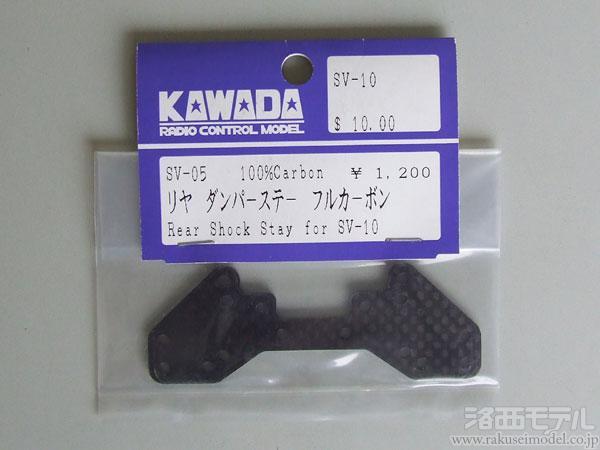 KAWADA
RADIO CONTROL MODEL
SV-10
$ 10.00
SV-05 100%Carbon ¥ 1,200
リヤ ダンパーステー フルカーボン
Rear Shock Stay for SV-10
洛西モデル
www.rakuseimodel.co.jp